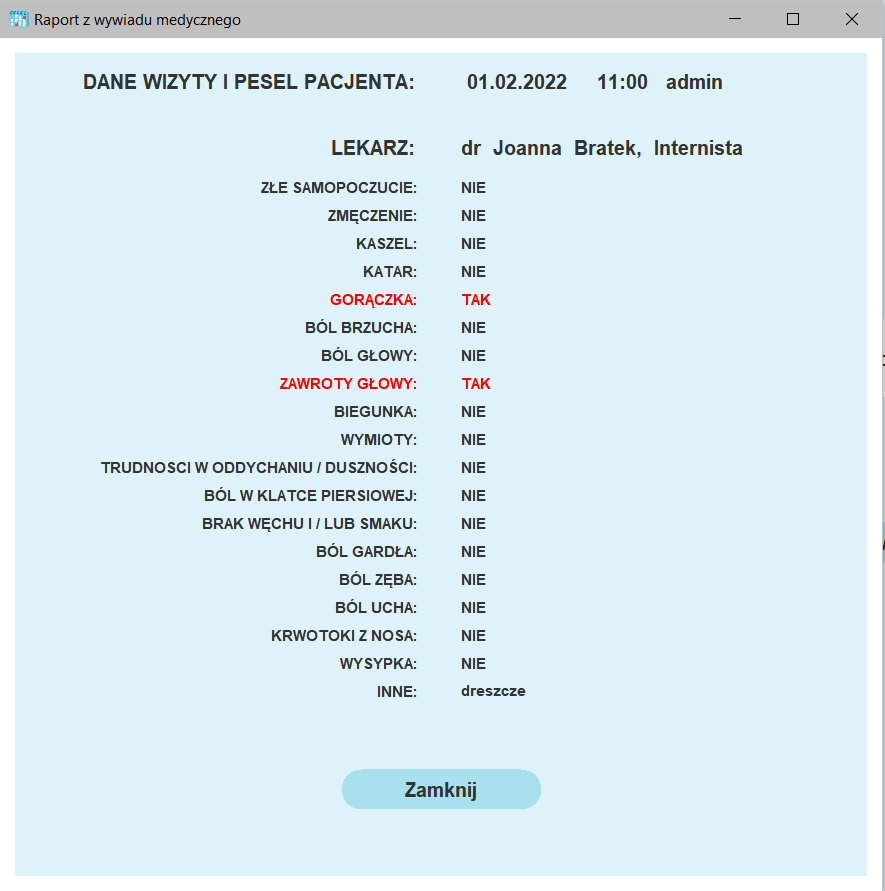 Raport z wywiadu medycznego
DANE WIZYTY I PESEL PACJENTA: 01.02.2022 11:00 admin
LEKARZ: dr Joanna Bratek, Internista
ZŁE SAMOPOCZUCIE: NIE
ZMĘCZENIE: NIE
KASZEL: NIE
KATAR: NIE
GORĄCZKA: TAK
BÓL BRZUCHA: NIE
BÓL GŁOWY: NIE
ZAWROTY GŁOWY: TAK
BIEGUNKA: NIE
WYMIOTY: NIE
TRUDNOSCI W ODDYCHANIU / DUSZNOŚCI: NIE
BÓL W KLATCE PIERSIOWEJ: NIE
BRAK WĘCHU I / LUB SMAKU: NIE
BÓL GARDŁA: NIE
BÓL ZĘBA: NIE
BÓL UCHA: NIE
KRWOTOKI Z NOSA: NIE
WYSYPKA: NIE
INNE: dreszcze
Zamknij